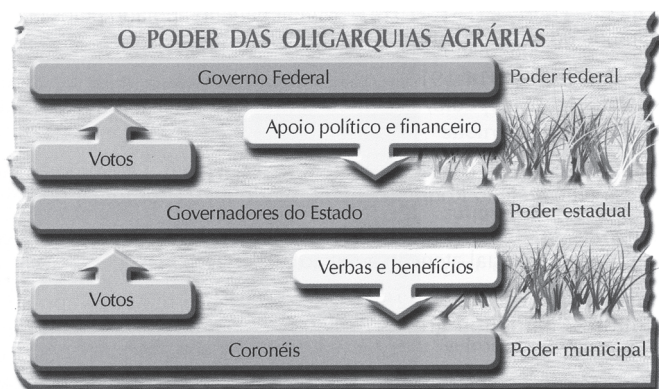 O PODER DAS OLIGARQUIAS AGRÁRIAS
Governo Federal
Poder federal
Apoio político e financeiro
Votos
Governadores do Estado
Poder estadual
Verbas e benefícios
Votos
Coronéis
Poder municipal